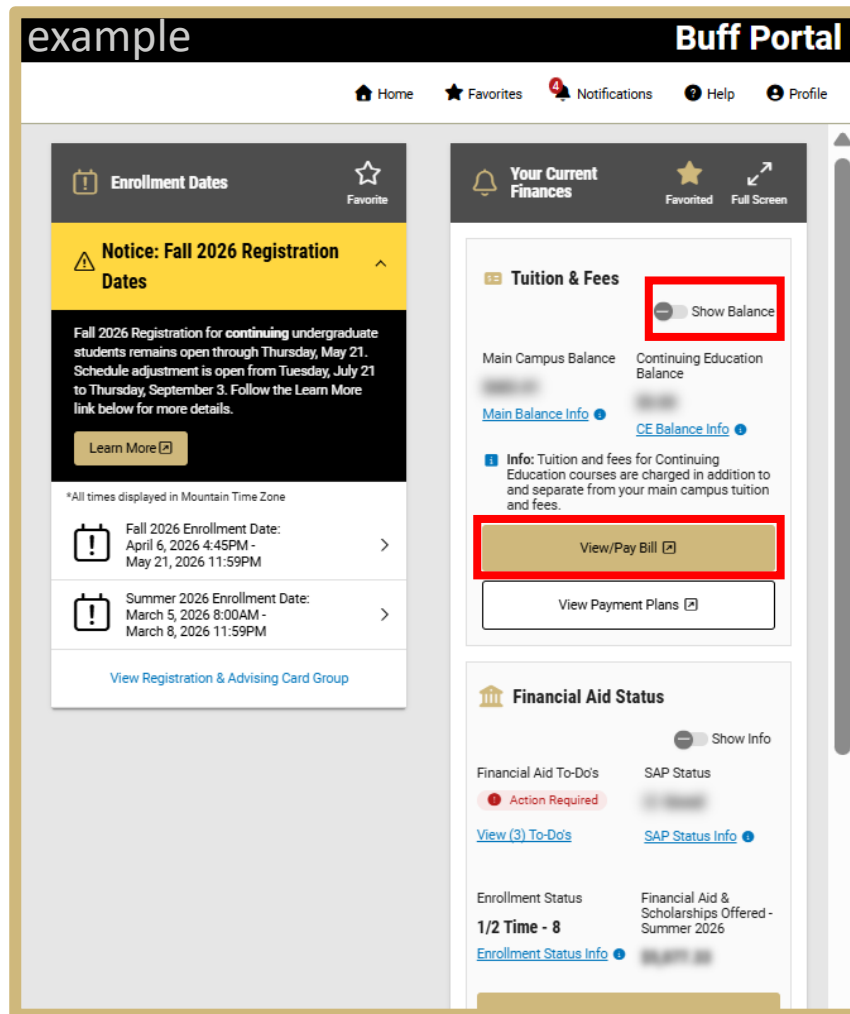 example
Buff Portal
Home
Favorites
4
Notifications
Help
Profile
Enrollment Dates
Favorite
Notice: Fall 2026 Registration
Dates
Fall 2026 Registration for continuing undergraduate
students remains open through Thursday, May 21.
Schedule adjustment is open from Tuesday, July 21
to Thursday, September 3. Follow the Learn More
link below for more details.
Learn More
*All times displayed in Mountain Time Zone
Fall 2026 Enrollment Date:
April 6, 2026 4:45PM -
May 21, 2026 11:59PM
Summer 2026 Enrollment Date:
March 5, 2026 8:00AM -
March 8, 2026 11:59PM
View Registration & Advising Card Group
Your Current
Finances
Favorited
Full Screen
Tuition & Fees
Show Balance
Main Campus Balance
Main Balance Info
Continuing Education
Balance
CE Balance Info
Info: Tuition and fees for Continuing
Education courses are charged in addition to
and separate from your main campus tuition
and fees.
View/Pay Bill
View Payment Plans
Financial Aid Status
Show Info
Financial Aid To-Do's
Action Required
View (3) To-Do's
SAP Status
SAP Status Info
Enrollment Status
1/2 Time - 8
Enrollment Status Info
Financial Aid &
Scholarships Offered -
Summer 2026